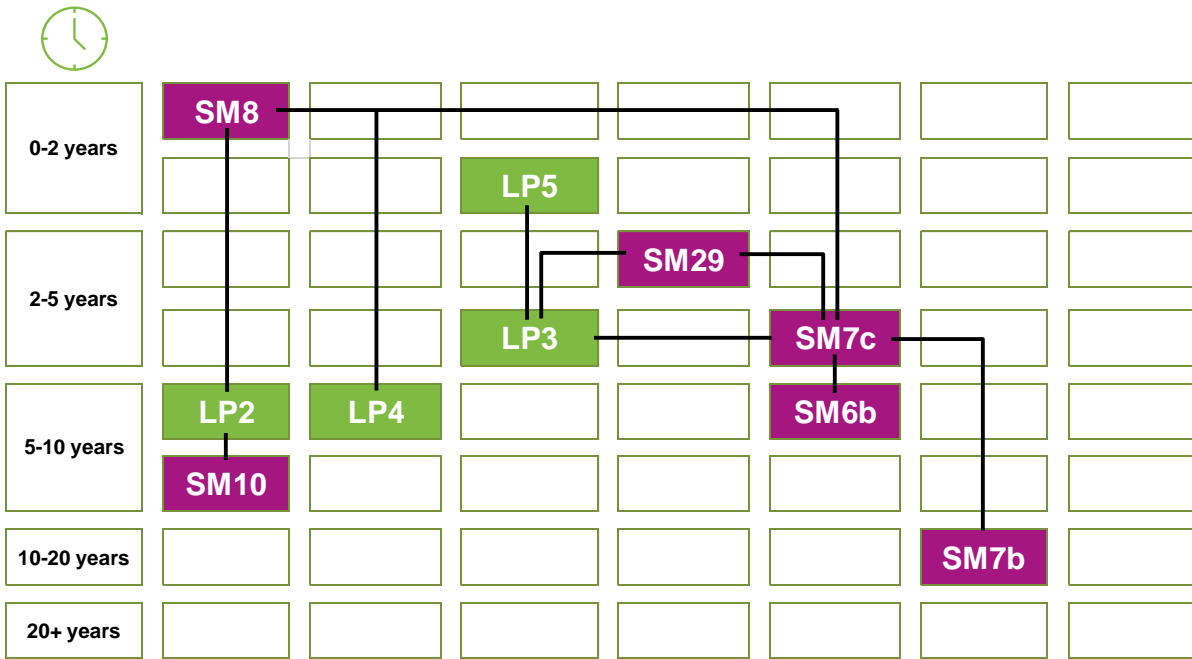 SM8
0-2 years
LP5
SM29
2-5 years
LP3
SM7c
LP2
LP4
SM6b
5-10 years
SM10
10-20 years
SM7b
20+ years